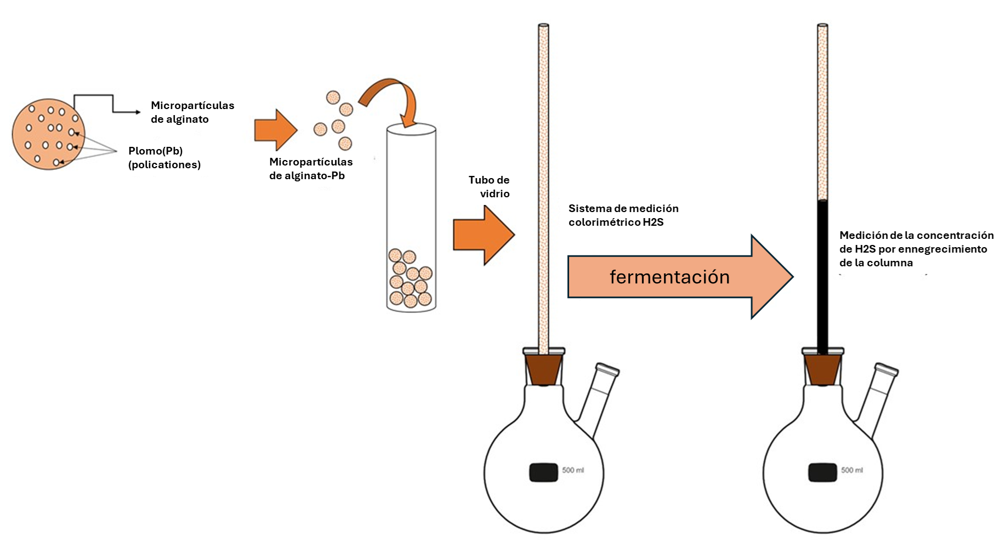 Micropartículas
de alginato
Plomo(Pb)
(policationes)
Micropartículas
de alginato-Pb
Tubo de
vidrio
Sistema de medición
colorimétrico H2S
fermentación
Medición de la concentración
de H2S por ennegrecimiento
de la columna
500 ml
500 ml